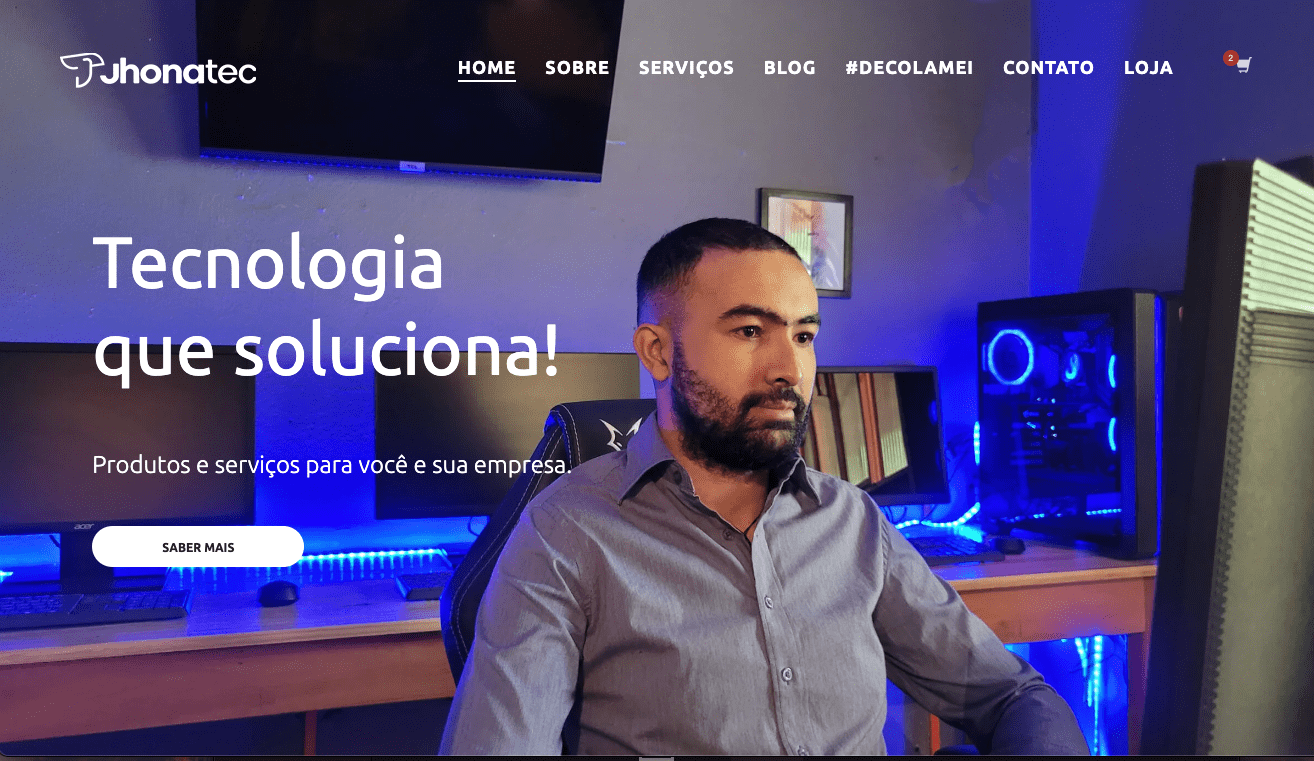 Jhonatec
HOME SOBRE SERVIÇOS BLOG #DECOLAMEI CONTATO LOJA
2
Tecnologia
que soluciona!
Produtos e serviços para você e sua empresa.
acer
SABER MAIS